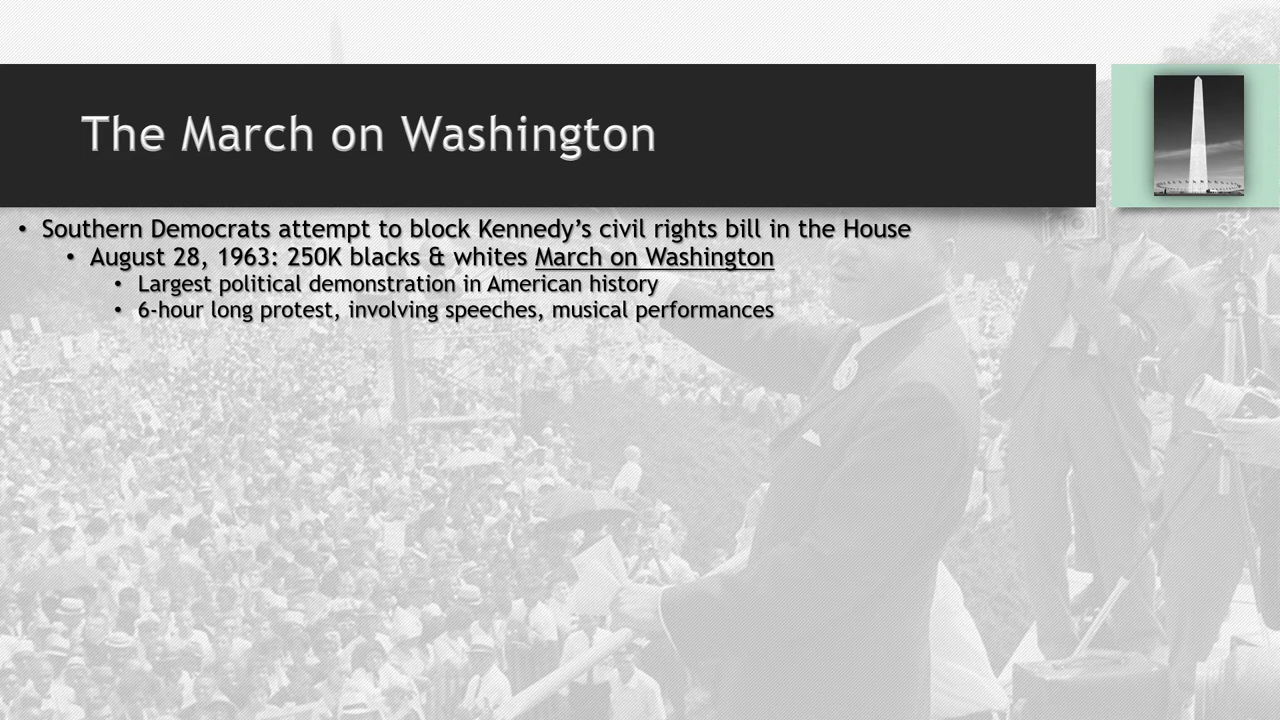 The March on Washington
• Southern Democrats attempt to block Kennedy’s civil rights bill in the House
• August 28, 1963: 250K blacks & whites March on Washington
• Largest political demonstration in American history
• 6-hour long protest, involving speeches, musical performances